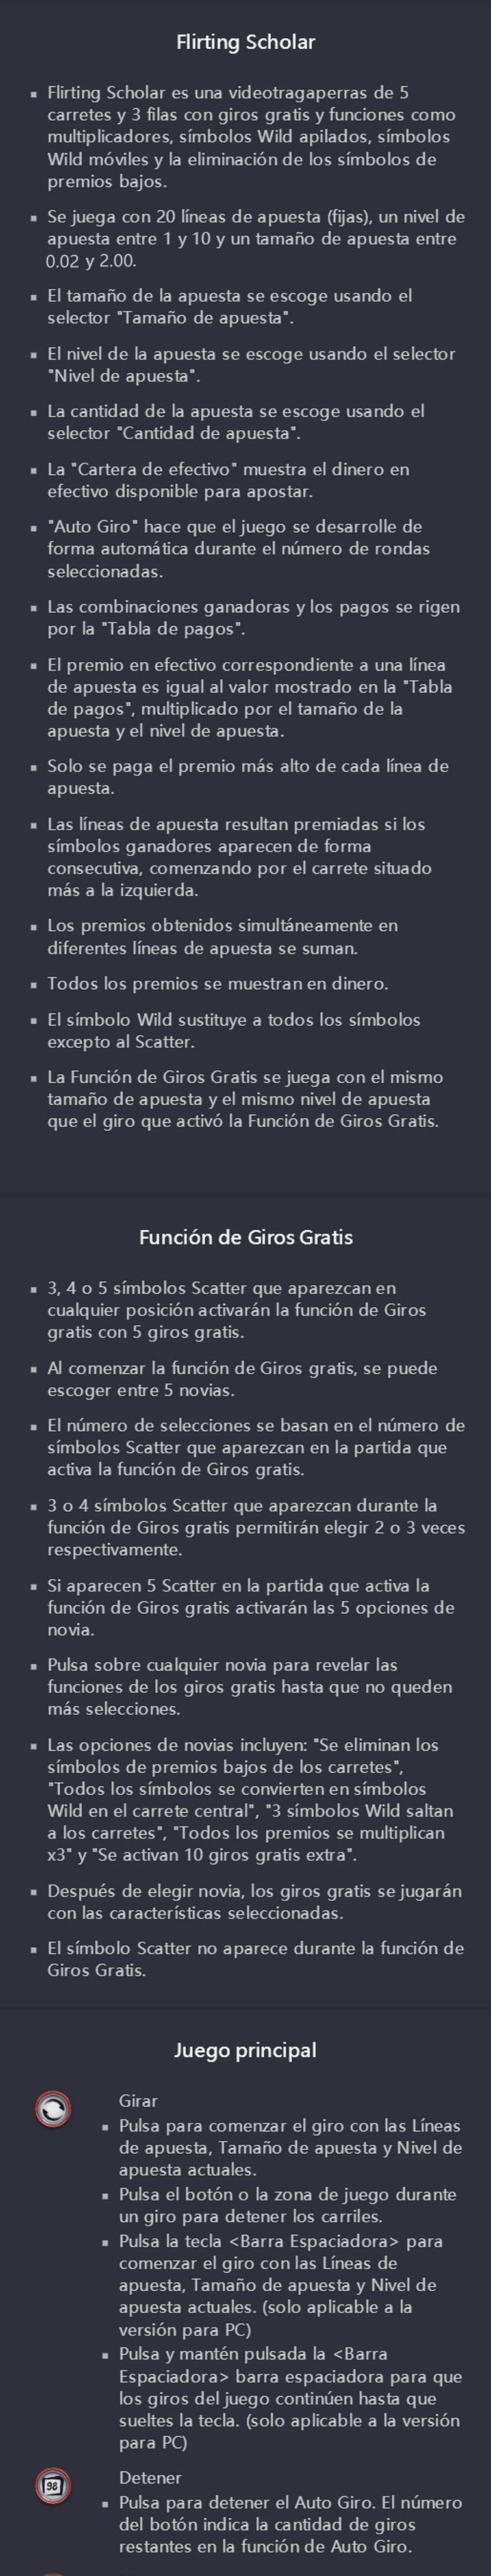 Flirting Scholar
Flirting Scholar es una videotragaperras de 5
carretes y 3 filas con giros gratis y funciones como
multiplicadores, símbolos Wild apilados, símbolos
Wild móviles y la eliminación de los símbolos de
premios bajos.
Se juega con 20 líneas de apuesta (fijas), un nivel de
apuesta entre 1 y 10 y un tamaño de apuesta entre
0.02 y 2.00.
El tamaño de la apuesta se escoge usando el
selector "Tamaño de apuesta".
El nivel de la apuesta se escoge usando el selector
"Nivel de apuesta".
La cantidad de la apuesta se escoge usando el
selector "Cantidad de apuesta".
La "Cartera de efectivo" muestra el dinero en
efectivo disponible para apostar.
"Auto Giro" hace que el juego se desarrolle de
forma automática durante el número de rondas
seleccionadas.
Las combinaciones ganadoras y los pagos se rigen
por la "Tabla de pagos".
El premio en efectivo correspondiente a una línea
de apuesta es igual al valor mostrado en la "Tabla
de pagos", multiplicado por el tamaño de la
apuesta y el nivel de apuesta.
Solo se paga el premio más alto de cada línea de
apuesta.
Las líneas de apuesta resultan premiadas si los
símbolos ganadores aparecen de forma
consecutiva, comenzando por el carrete situado
más a la izquierda.
Los premios obtenidos simultáneamente en
diferentes líneas de apuesta se suman.
Todos los premios se muestran en dinero.
El símbolo Wild sustituye a todos los símbolos
excepto al Scatter.
La Función de Giros Gratis se juega con el mismo
tamaño de apuesta y el mismo nivel de apuesta
que el giro que activó la Función de Giros Gratis.
Función de Giros Gratis
3, 4 o 5 símbolos Scatter que aparezcan en
cualquier posición activarán la función de Giros
gratis con 5 giros gratis.
Al comenzar la función de Giros gratis, se puede
escoger entre 5 novias.
El número de selecciones se basan en el número de
símbolos Scatter que aparezcan en la partida que
activa la función de Giros gratis.
3 o 4 símbolos Scatter que aparezcan durante la
función de Giros gratis permitirán elegir 2 o 3 veces
respectivamente.
Si aparecen 5 Scatter en la partida que activa la
función de Giros gratis activarán las 5 opciones de
novia.
Pulsa sobre cualquier novia para revelar las
funciones de los giros gratis hasta que no queden
más selecciones.
Las opciones de novias incluyen: "Se eliminan los
símbolos de premios bajos de los carretes",
"Todos los símbolos se convierten en símbolos
Wild en el carrete central", "3 símbolos Wild saltan
a los carretes", "Todos los premios se multiplican
x3" y "Se activan 10 giros gratis extra".
Después de elegir novia, los giros gratis se jugarán
con las características seleccionadas.
El símbolo Scatter no aparece durante la función de
Giros Gratis.
Juego principal
Girar
Pulsa para comenzar el giro con las Líneas
de apuesta, Tamaño de apuesta y Nivel de
apuesta actuales.
Pulsa el botón o la zona de juego durante
un giro para detener los carriles.
Pulsa la tecla <Barra Espaciadora> para
comenzar el giro con las Líneas de
apuesta, Tamaño de apuesta y Nivel de
apuesta actuales. (solo aplicable a la
versión para PC)
Pulsa y mantén pulsada la <Barra
Espaciadora> barra espaciadora para que
los giros del juego continúen hasta que
sueltes la tecla. (solo aplicable a la versión
para PC)
98
Detener
Pulsa para detener el Auto Giro. El número
del botón indica la cantidad de giros
restantes en la función de Auto Giro.